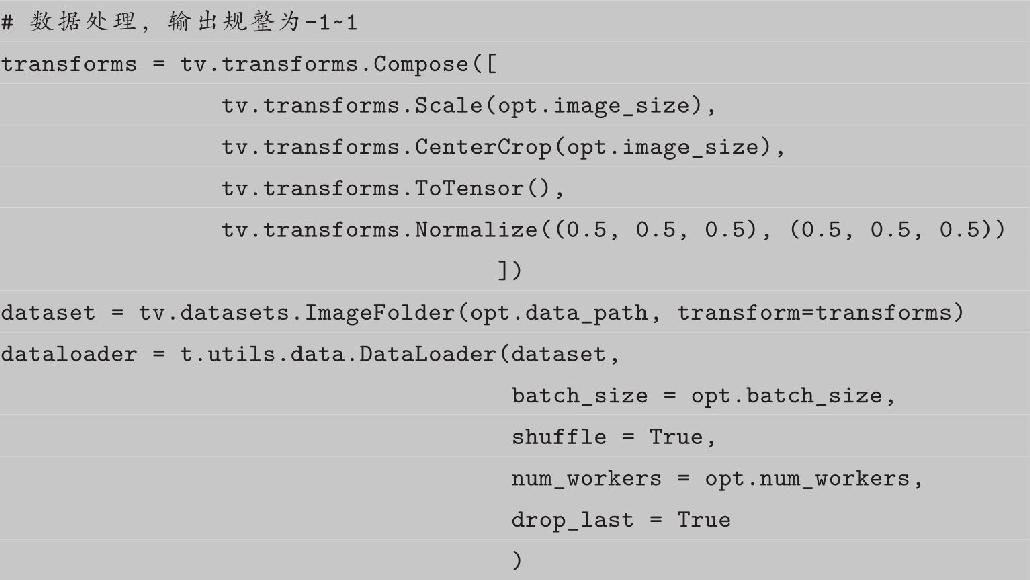 # 数据处理，输出规整为-1~1
transforms = tv.transforms.Compose([
tv.transforms.Scale(opt.image_size),
tv.transforms.CenterCrop(opt.image_size),
tv.transforms.ToTensor(),
tv.transforms.Normalize((0.5, 0.5, 0.5), (0.5, 0.5, 0.5))
])
dataset = tv.datasets.ImageFolder(opt.data_path, transform=transforms)
dataloader = t.utils.data.DataLoader(dataset,
batch_size = opt.batch_size,
shuffle = True,
num_workers = opt.num_workers,
drop_last = True
)